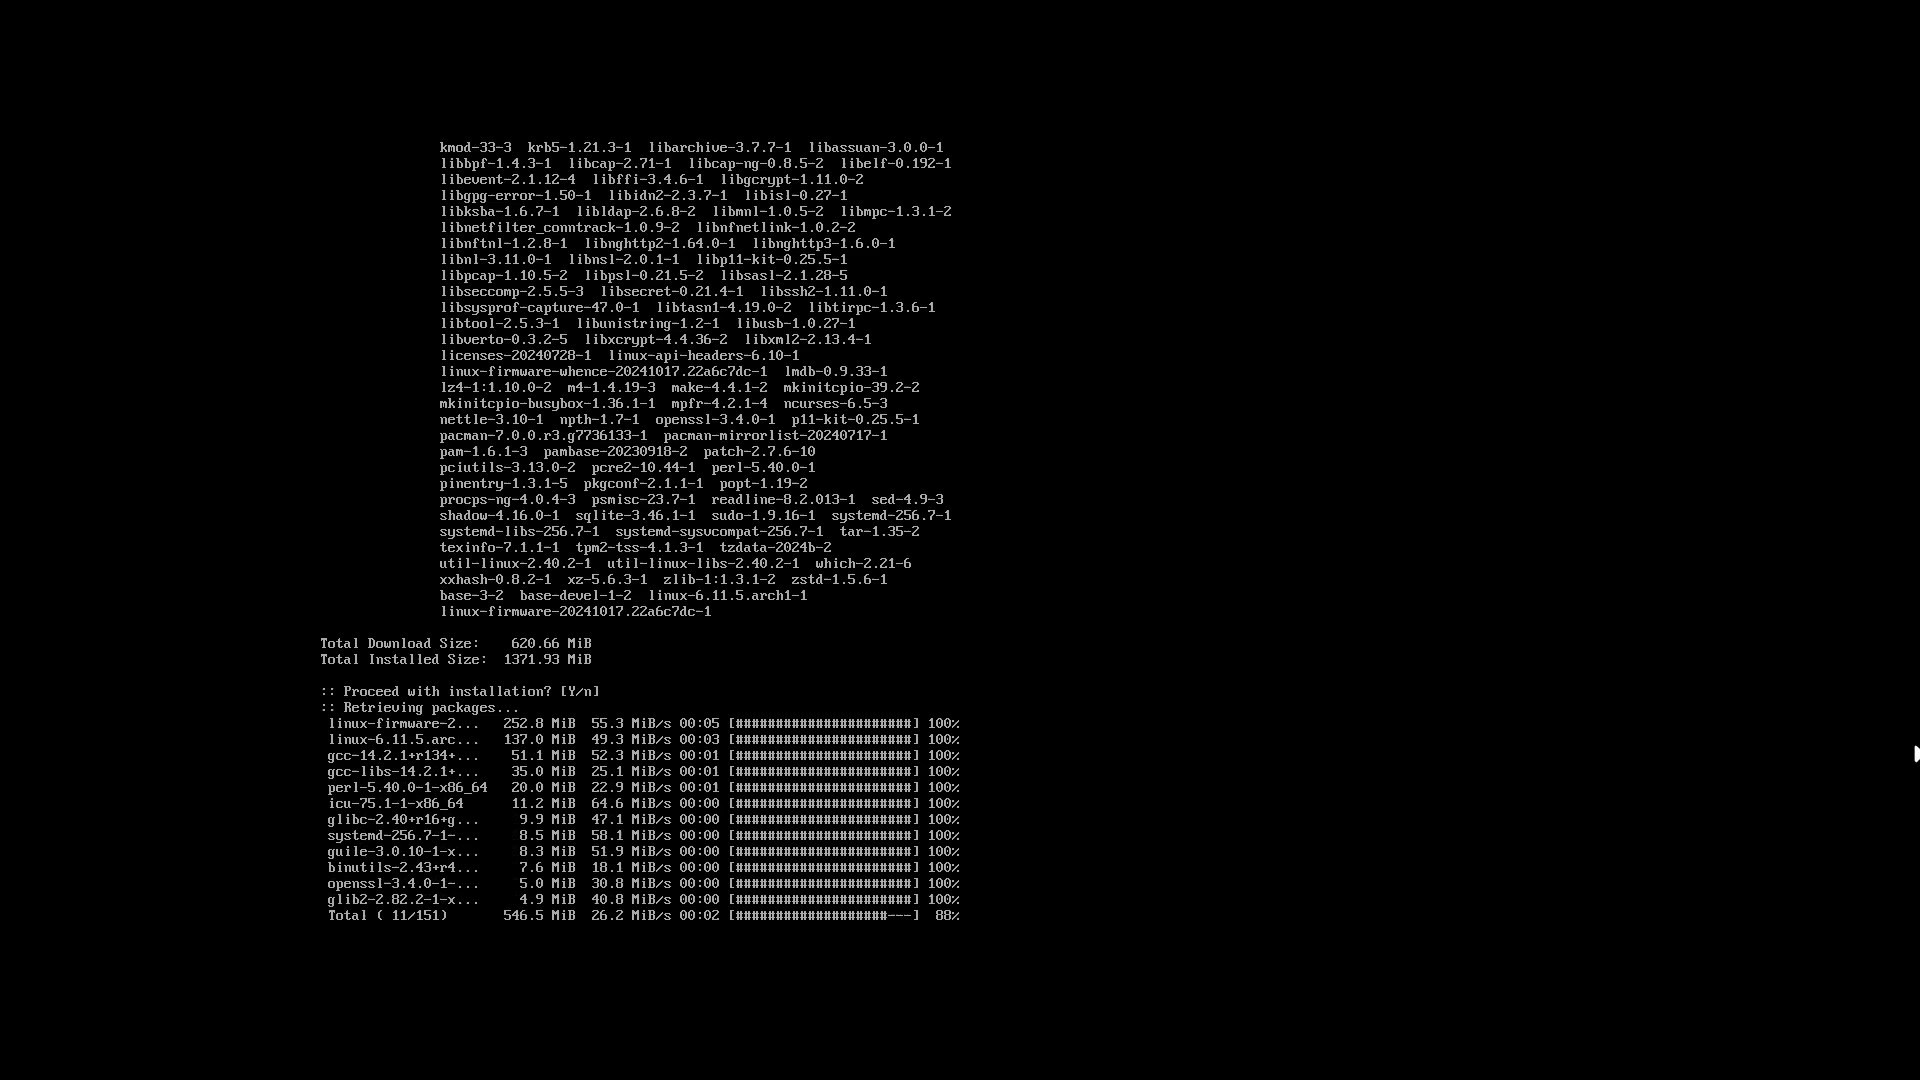 kmod-33-3  krb5-1.21.3-1  libarchive-3.7.7-1  libassuan-3.0.0-1
libbpf-1.4.3-1  libcap-2.71-1  libcap-ng-0.8.5-2  libelf-0.192-1
libevent-2.1.12-4  libffi-3.4.6-1  libgcrypt-1.11.0-2
libgpg-error-1.50-1  libidn2-2.3.7-1  libisl-0.27-1
libksba-1.6.7-1  libldap-2.6.8-2  libmnl-1.0.5-2  libmpc-1.3.1-2
libnetfilter_conntrack-1.0.9-2  libnfnetlink-1.0.2-2
libnftnl-1.2.8-1  libnghttp2-1.64.0-1  libnghttp3-1.6.0-1
libnl-3.11.0-1  libnsl-2.0.1-1  libp11-kit-0.25.5-1
libpcap-1.10.5-2  libpsl-0.21.5-2  libsasl-2.1.28-5
libseccomp-2.5.5-3  libsecret-0.21.4-1  libssh2-1.11.0-1
libsysprof-capture-47.0-1  libtasn1-4.19.0-2  libtirpc-1.3.6-1
libtool-2.5.3-1  libunistring-1.2-1  libusb-1.0.27-1
libverto-0.3.2-5  libxcrypt-4.4.36-2  libxml2-2.13.4-1
licenses-20240728-1  linux-api-headers-6.10-1
linux-firmware-whence-20241017.22a6c7dc-1  lmdb-0.9.33-1
lz4-1:1.10.0-2  m4-1.4.19-3  make-4.4.1-2  mkinitcpio-39.2-2
mkinitcpio-busybox-1.36.1-1  mpfr-4.2.1-4  ncurses-6.5-3
nettle-3.10-1  npth-1.7-1  openssl-3.4.0-1  p11-kit-0.25.5-1
pacman-7.0.0.r3.g7736133-1  pacman-mirrorlist-20240717-1
pam-1.6.1-3  pambase-20230918-2  patch-2.7.6-10
pciutils-3.13.0-2  pcre2-10.44-1  perl-5.40.0-1
pinentry-1.3.1-5  pkgconf-2.1.1-1  popt-1.19-2
procps-ng-4.0.4-3  psmisc-23.7-1  readline-8.2.013-1  sed-4.9-3
shadow-4.16.0-1  sqlite-3.46.1-1  sudo-1.9.16-1  systemd-256.7-1
systemd-libs-256.7-1  systemd-sysvcompat-256.7-1  tar-1.35-2
texinfo-7.1.1-1  tpm2-tss-4.1.3-1  tzdata-2024b-2
util-linux-2.40.2-1  util-linux-libs-2.40.2-1  which-2.21-6
xxhash-0.8.2-1  xz-5.6.3-1  zlib-1:1.3.1-2  zstd-1.5.6-1
base-3-2  base-devel-1-2  linux-6.11.5.arch1-1
linux-firmware-20241017.22a6c7dc-1
Total Download Size:    620.66 MiB
Total Installed Size:  1371.93 MiB
:: Proceed with installation? [Y/n]
:: Retrieving packages...
linux-firmware-2...   252.8 MiB  55.3 MiB/s 00:05 [######################] 100%
linux-6.11.5.arc...   137.0 MiB  49.3 MiB/s 00:03 [######################] 100%
gcc-14.2.1+r134+...    51.1 MiB  52.3 MiB/s 00:01 [######################] 100%
gcc-libs-14.2.1+...    35.0 MiB  25.1 MiB/s 00:01 [######################] 100%
perl-5.40.0-1-x86_64   20.0 MiB  22.9 MiB/s 00:01 [######################] 100%
icu-75.1-1-x86_64      11.2 MiB  64.6 MiB/s 00:00 [######################] 100%
glibc-2.40+r16+g...     9.9 MiB  47.1 MiB/s 00:00 [######################] 100%
systemd-256.7-1-...     8.5 MiB  58.1 MiB/s 00:00 [######################] 100%
guile-3.0.10-1-x...     8.3 MiB  51.9 MiB/s 00:00 [######################] 100%
binutils-2.43+r4...     7.6 MiB  18.1 MiB/s 00:00 [######################] 100%
openssl-3.4.0-1-...     5.0 MiB  30.8 MiB/s 00:00 [######################] 100%
glib2-2.82.2-1-x...     4.9 MiB  40.8 MiB/s 00:00 [######################] 100%
Total ( 11/151)       546.5 MiB  26.2 MiB/s 00:02 [###################---]  88%